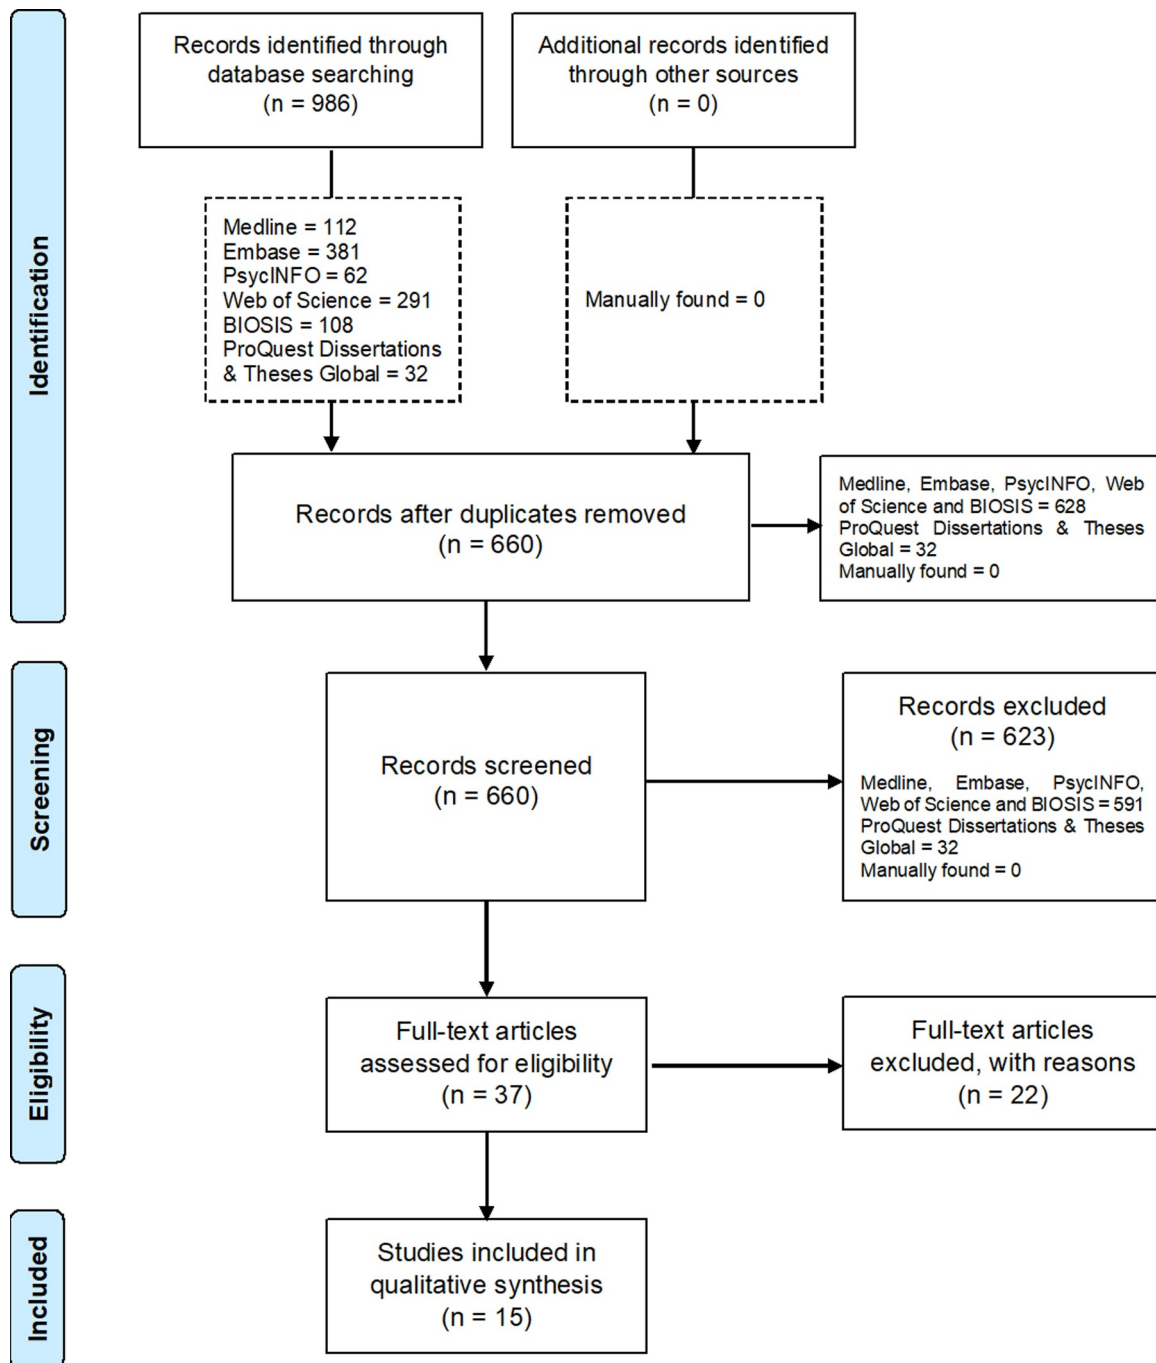 Identification
Records identified through
database searching
(n = 986)
Additional records identified
through other sources
(n = 0)
Medline = 112
Embase = 381
PsycINFO = 62
Web of Science = 291
BIOSIS = 108
ProQuest Dissertations
& Theses Global = 32
Manually found = 0
Records after duplicates removed
(n = 660)
Medline, Embase, PsycINFO, Web
of Science and BIOSIS = 628
ProQuest Dissertations & Theses
Global = 32
Manually found = 0
Screening
Records screened
(n = 660)
Records excluded
(n = 623)
Medline, Embase, PsycINFO,
Web of Science and BIOSIS = 591
ProQuest Dissertations & Theses
Global = 32
Manually found = 0
Eligibility
Full-text articles
assessed for eligibility
(n = 37)
Full-text articles
excluded, with reasons
(n = 22)
Included
Studies included in
qualitative synthesis
(n = 15)